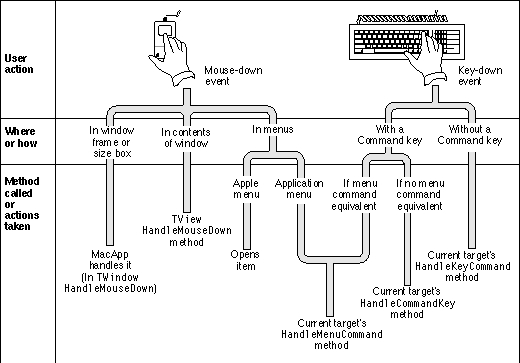 User
action
Mouse-down
event
Key-down
event
Where
or how
In window
frame or
size box
In contents
of window
In menus
With a
Command key
Without a
Command key
Method
called
or
actions
taken
Apple
menu
Application
menu
If menu
command
equivalent
If no menu
command
equivalent
TView
HandleMouseDown
method
MacApp
handles it
(In TWindow
HandleMouseDown)
Opens
item
Current target's
HandleKeyCommand
method
Current target's
HandleCommandKey
method
Current target's
HandleMenuCommand
method